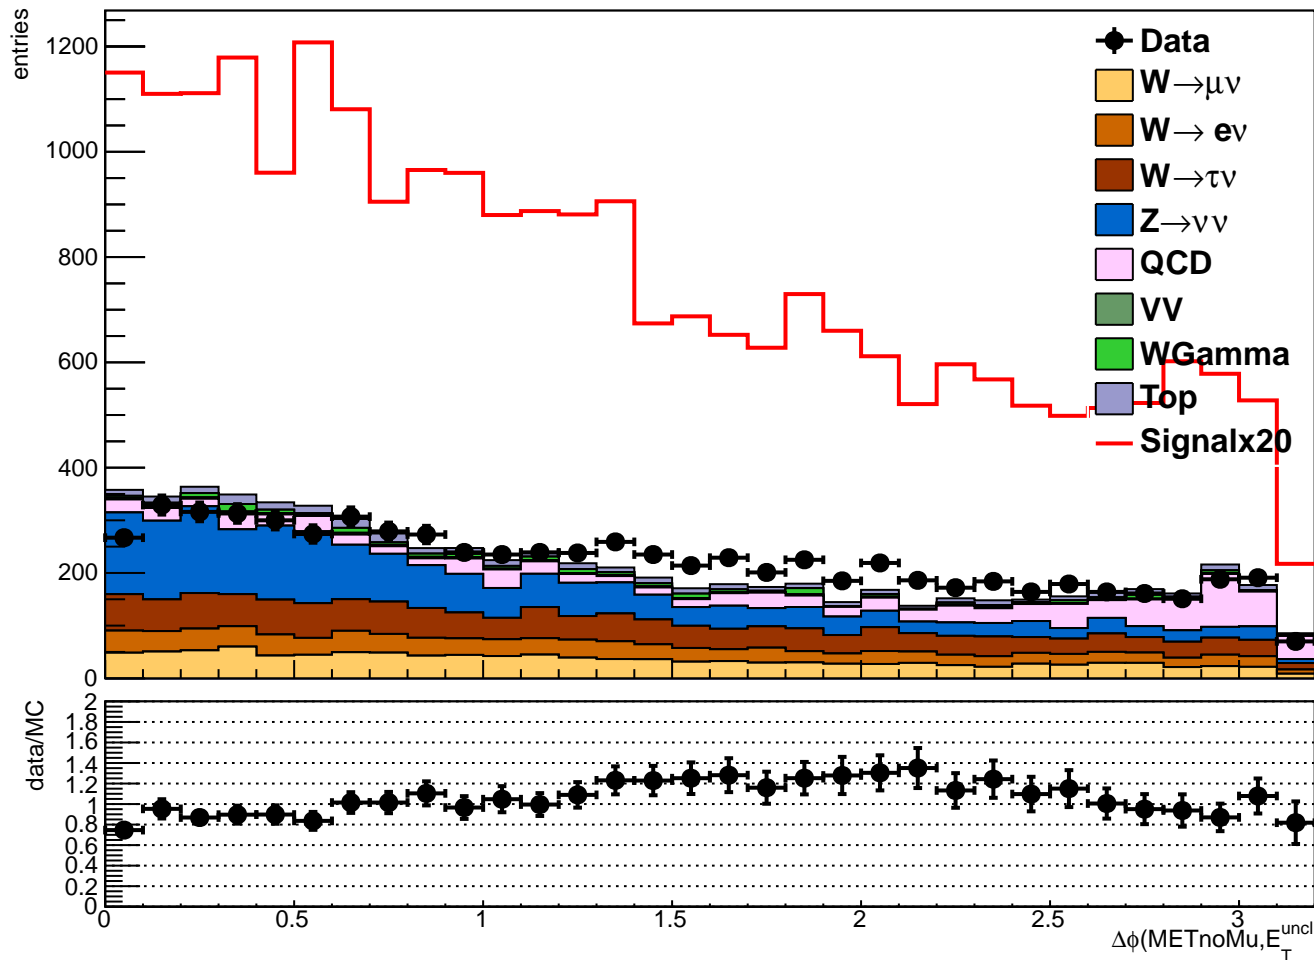 entries
1200
1000
800
600
400
200
0
Data
W→μν
W→ eν
W→τν
Z→νν
QCD
VV
WGamma
Top
Signalx20
data/MC
2
1.8
1.6
1.4
1.2
1
0.8
0.6
0.4
0.2
0
0 0.5 1 1.5 2 2.5 3
Δϕ(METnoMu,E_T^uncl